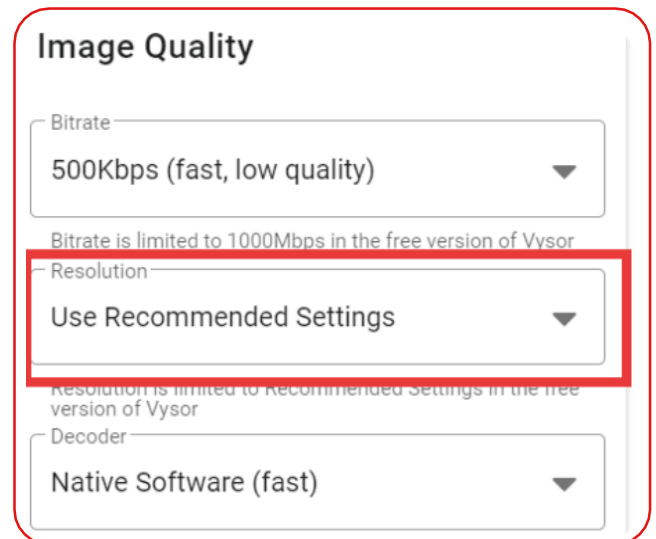 Image Quality
Bitrate
500Kbps (fast, low quality)
Bitrate is limited to 1000Mbps in the free version of Vysor
Resolution
Use Recommended Settings
Resolution is limited to Recommended Settings in the free
version of Vysor
Decoder
Native Software (fast)